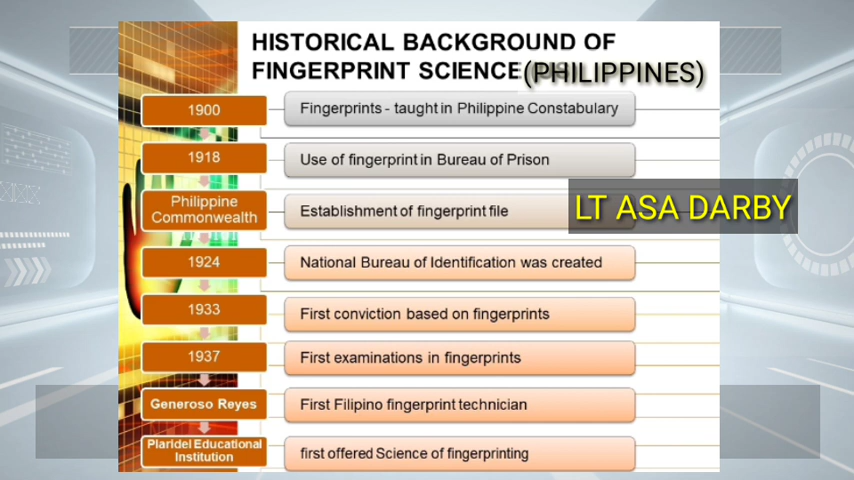 HISTORICAL BACKGROUND OF
FINGERPRINT SCIENCE (PHILIPPINES)
1900
Fingerprints - taught in Philippine Constabulary
1918
Use of fingerprint in Bureau of Prison
Philippine
Commonwealth
Establishment of fingerprint file
LT ASA DARBY
1924
National Bureau of Identification was created
1933
First conviction based on fingerprints
1937
First examinations in fingerprints
Generoso Reyes
First Filipino fingerprint technician
Plaridel Educational
Institution
first offered Science of fingerprinting